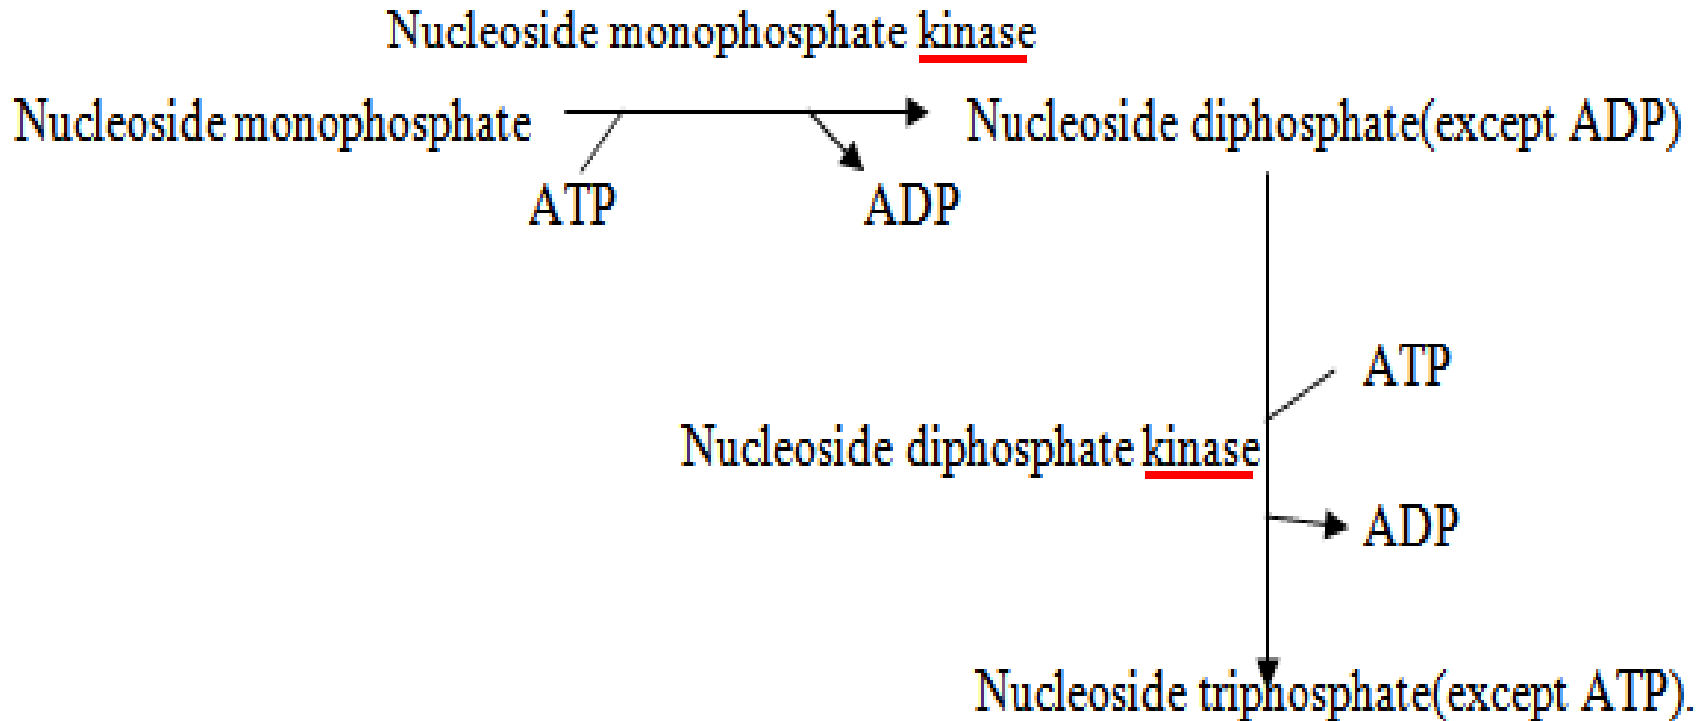 Nucleoside monophosphate kinase
Nucleoside monophosphate
Nucleoside diphosphate(except ADP)
ATP
ADP
ATP
Nucleoside diphosphate kinase
ADP
Nucleoside triphosphate(except ATP).